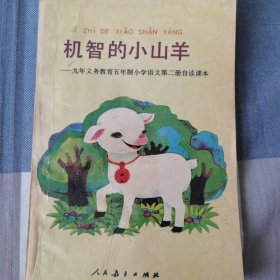 JĪ ZHÌ DE XIǍO SHĀN YÁNG
机智的小山羊
——九年义务教育五年制小学语文第二册自读课本
人民教育出版社